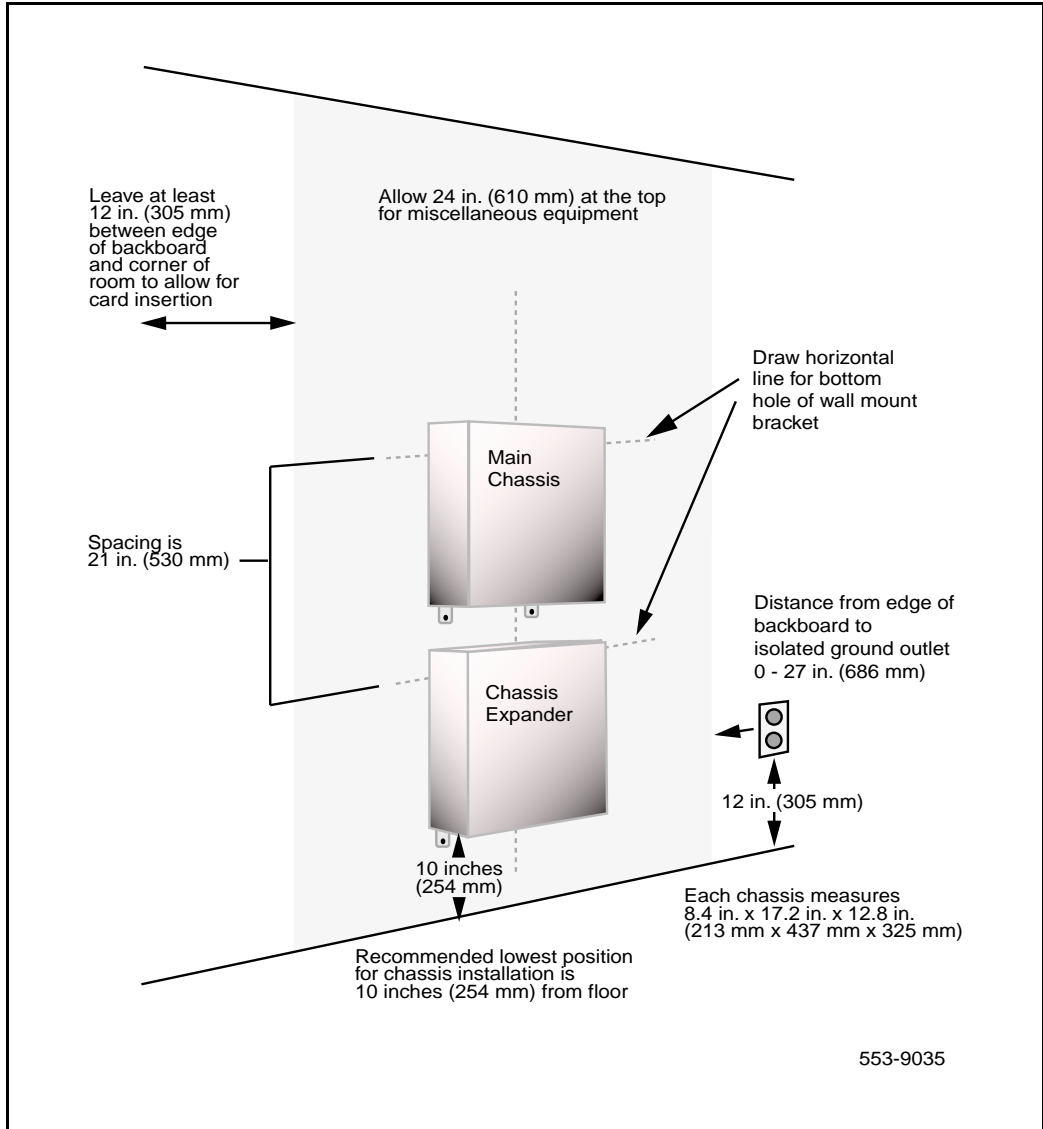 Leave at least
12 in. (305 mm)
between edge
of backboard
and corner of
room to allow for
card insertion
Allow 24 in. (610 mm) at the top
for miscellaneous equipment
Draw horizontal
line for bottom
hole of wall mount
bracket
Main
Chassis
Spacing is
21 in. (530 mm)
Distance from edge of
backboard to
isolated ground outlet
0 - 27 in. (686 mm)
Chassis
Expander
12 in. (305 mm)
10 inches
(254 mm)
Each chassis measures
8.4 in. x 17.2 in. x 12.8 in.
(213 mm x 437 mm x 325 mm)
Recommended lowest position
for chassis installation is
10 inches (254 mm) from floor
553-9035